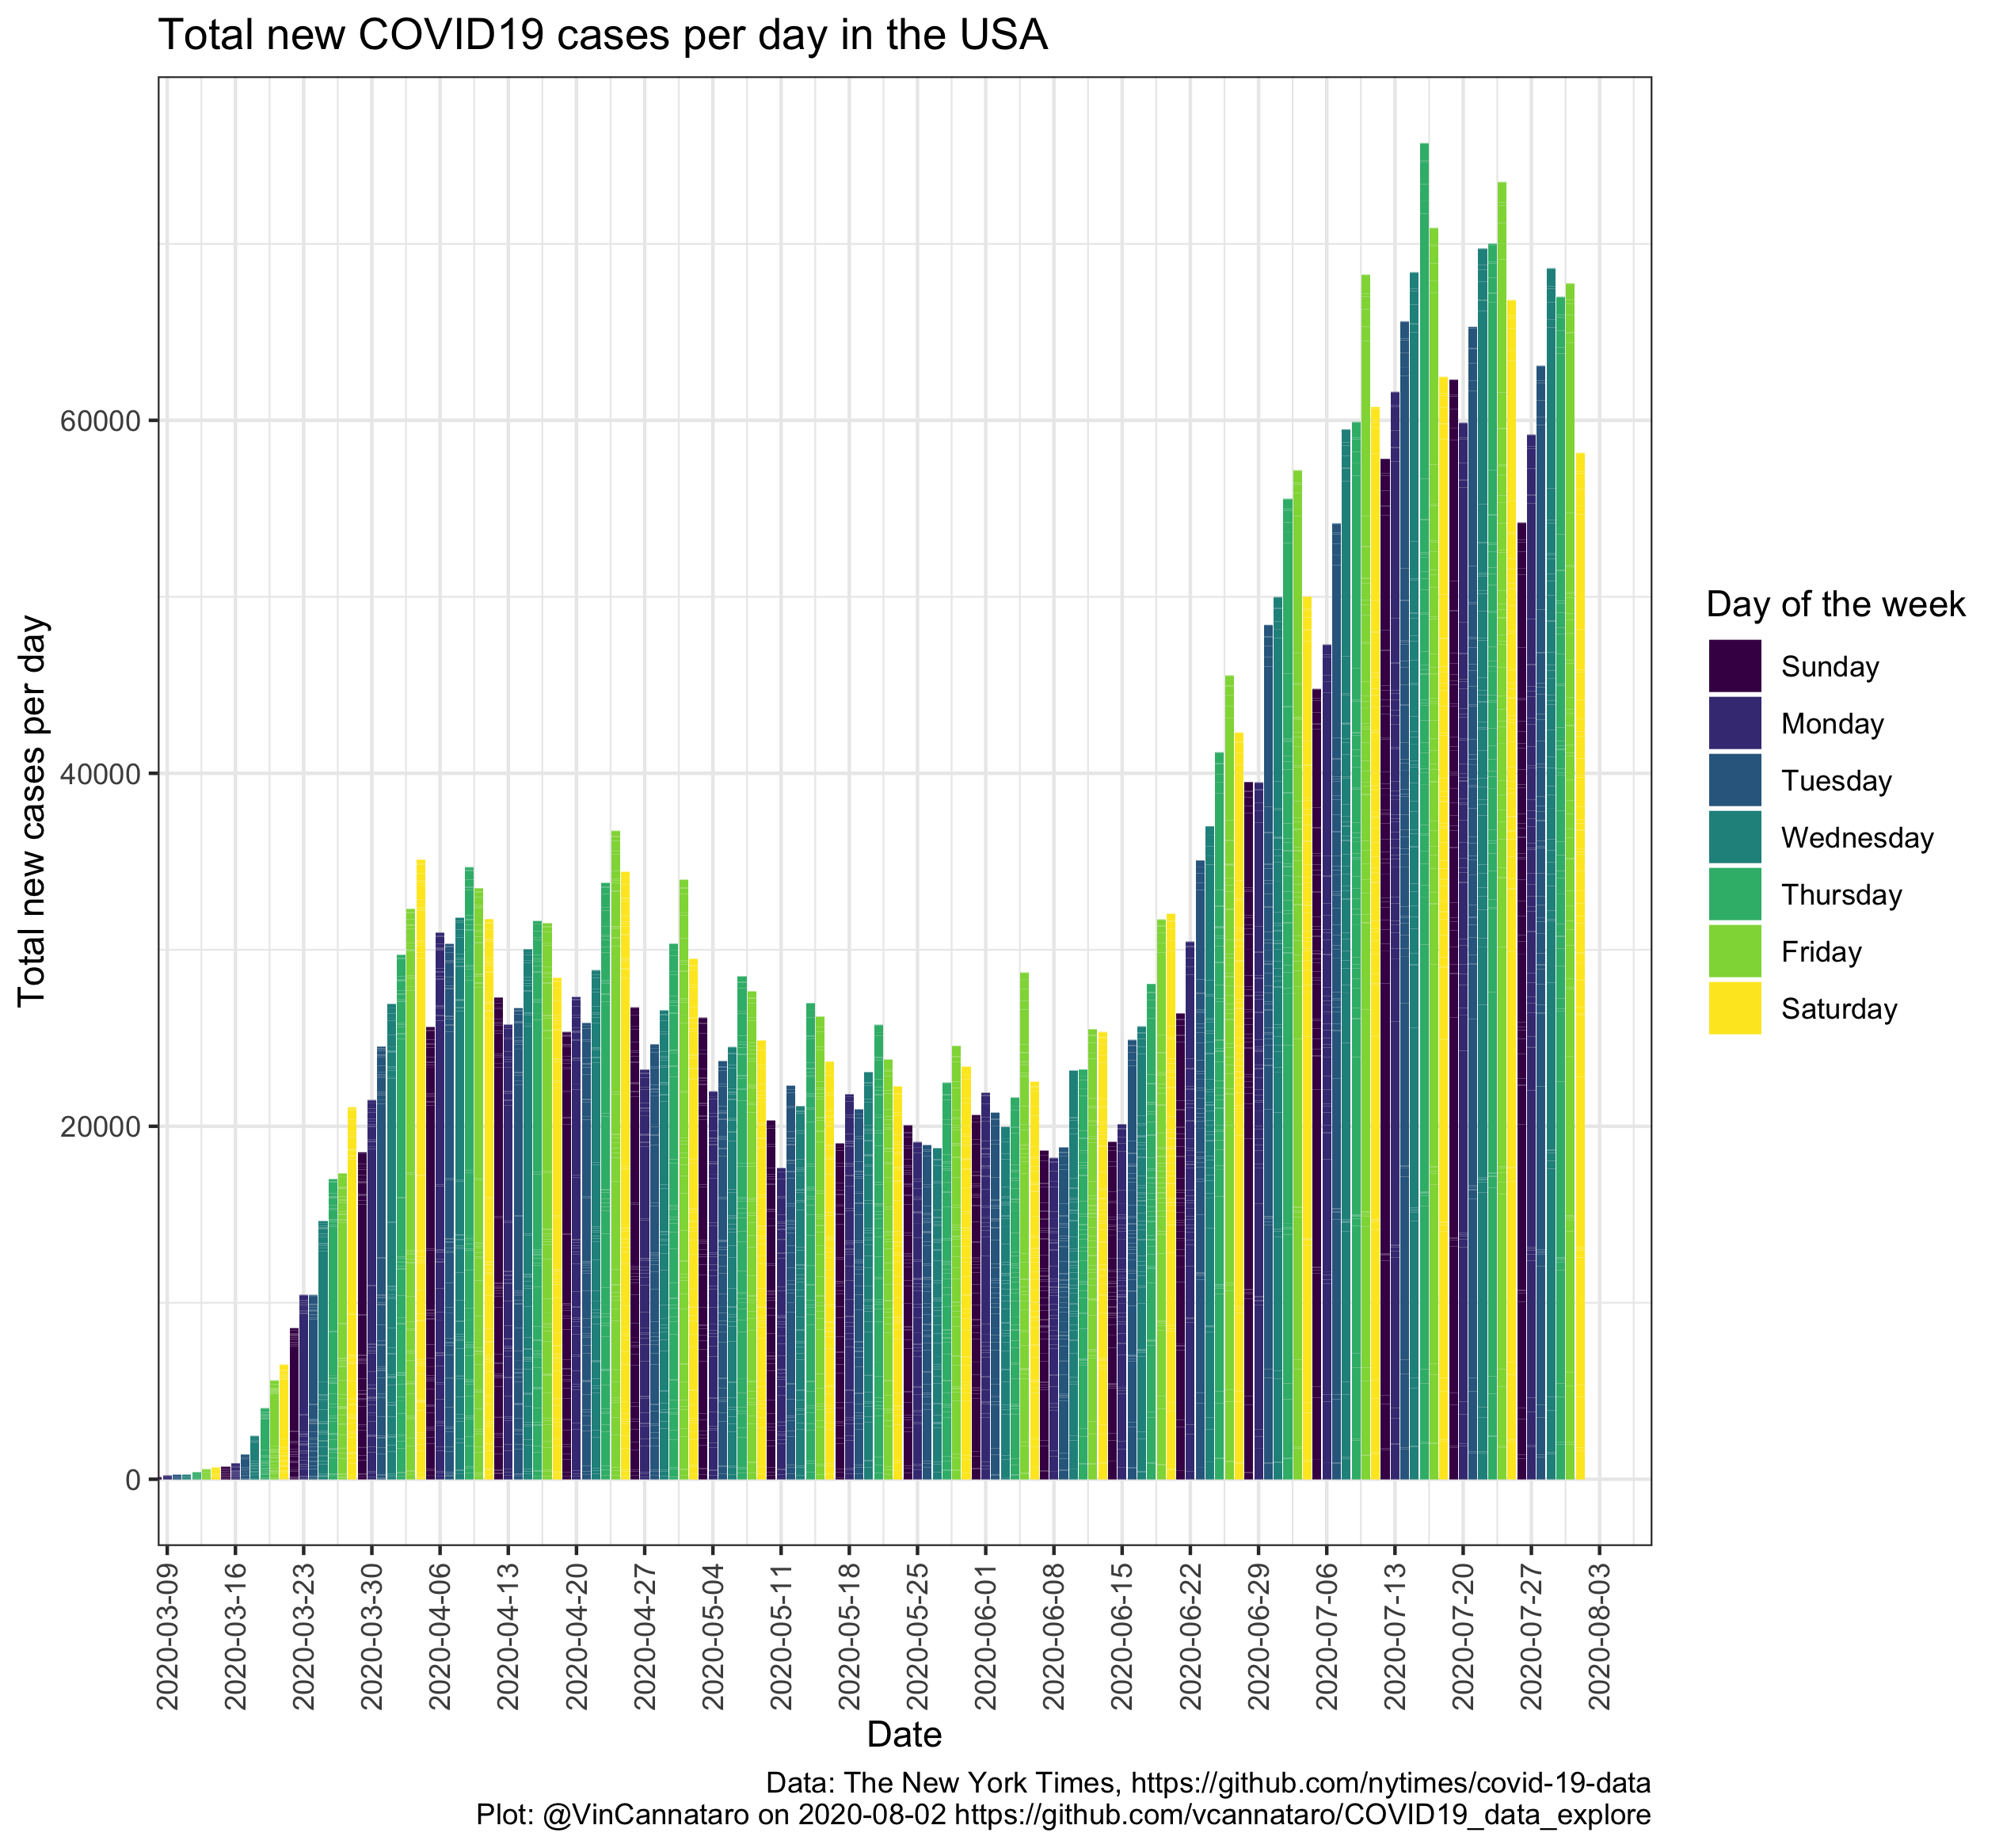 Total new COVID19 cases per day in the USA
Total new cases per day
60000
40000
20000
0
2020-03-09
2020-03-16
2020-03-23
2020-03-30
2020-04-06
2020-04-13
2020-04-20
2020-04-27
2020-05-04
2020-05-11
2020-05-18
2020-05-25
2020-06-01
2020-06-08
2020-06-15
2020-06-22
2020-06-29
2020-07-06
2020-07-13
2020-07-20
2020-07-27
2020-08-03
Date
Day of the week
Sunday
Monday
Tuesday
Wednesday
Thursday
Friday
Saturday
Data: The New York Times, https://github.com/nytimes/covid-19-data
Plot: @VinCannataro on 2020-08-02 https://github.com/vcannataro/COVID19_data_explore